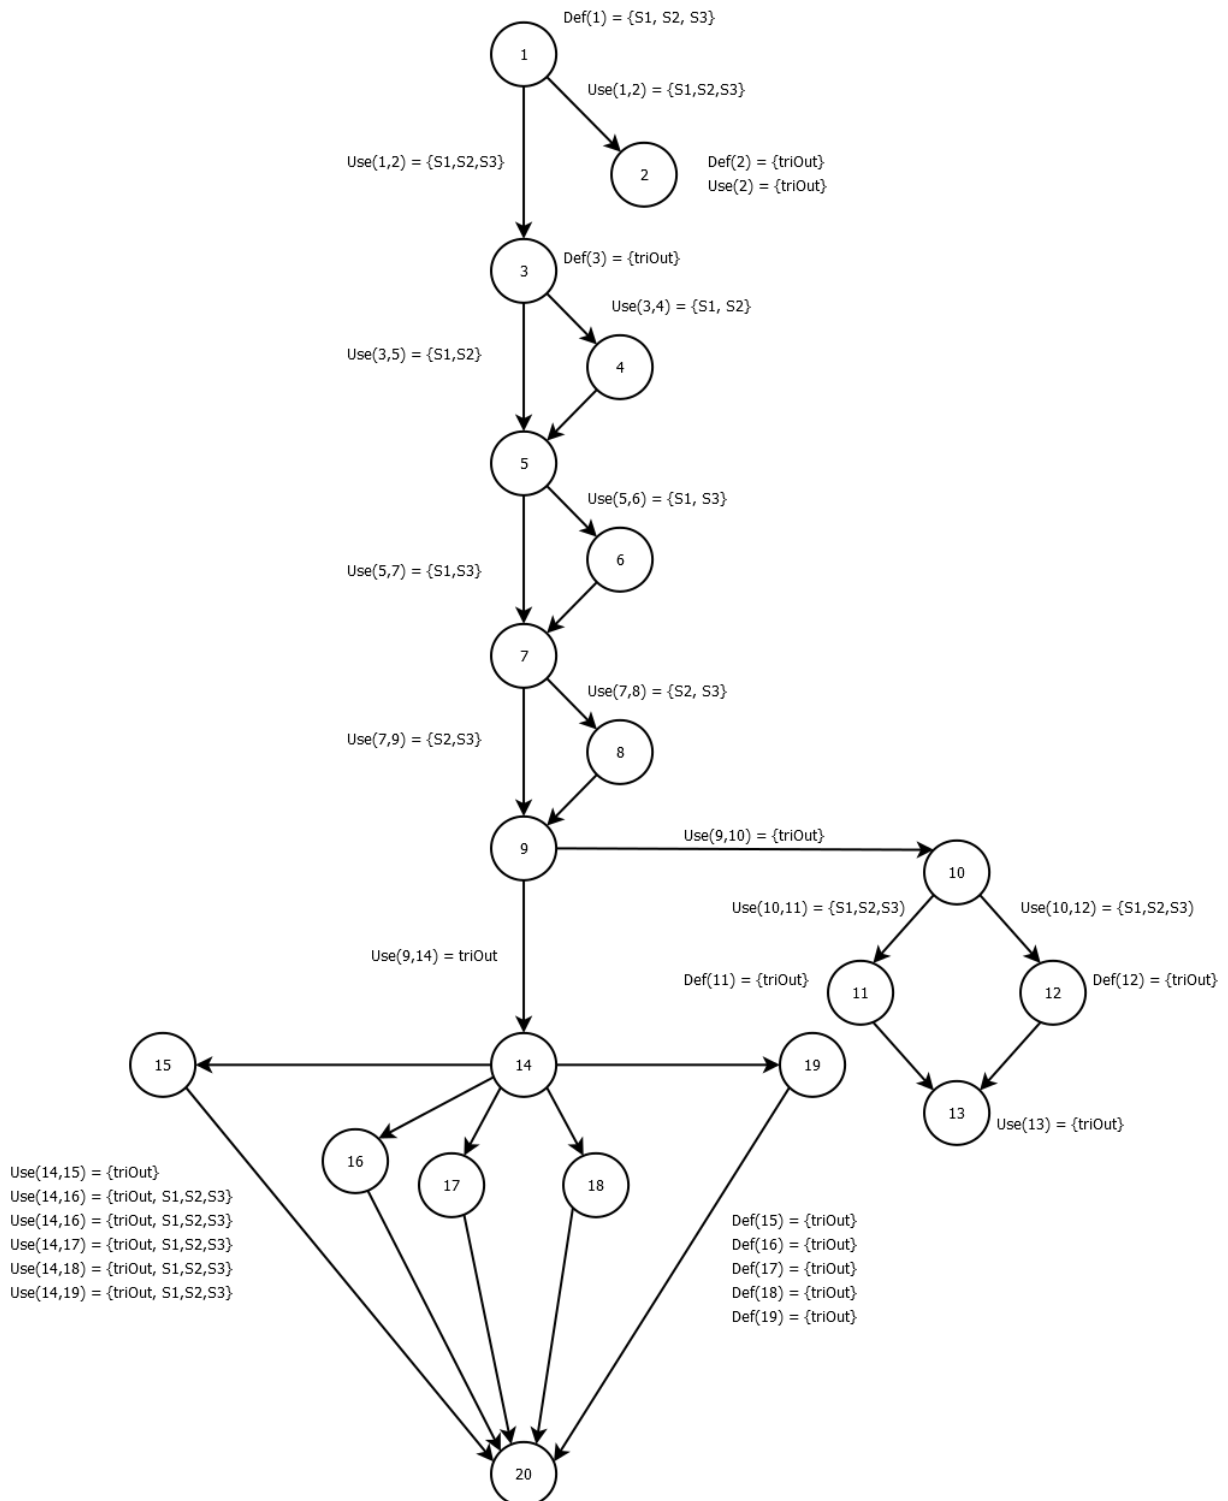 Def(1) = {S1, S2, S3}
1
Use(1,2) = {S1,S2,S3}
Use(1,2) = {S1,S2,S3}
2
Def(2) = {triOut}
Use(2) = {triOut}
3
Def(3) = {triOut}
Use(3,4) = {S1, S2}
Use(3,5) = {S1,S2}
4
5
Use(5,6) = {S1, S3}
Use(5,7) = {S1,S3}
6
7
Use(7,8) = {S2, S3}
Use(7,9) = {S2,S3}
8
9
Use(9,10) = {triOut}
10
Use(10,11) = {S1,S2,S3)
Use(10,12) = {S1,S2,S3)
Use(9,14) = triOut
Def(11) = {triOut}
11
12
Def(12) = {triOut}
15
14
19
13
Use(13) = {triOut}
16
17
18
Use(14,15) = {triOut}
Use(14,16) = {triOut, S1,S2,S3}
Use(14,16) = {triOut, S1,S2,S3}
Use(14,17) = {triOut, S1,S2,S3}
Use(14,18) = {triOut, S1,S2,S3}
Use(14,19) = {triOut, S1,S2,S3}
Def(15) = {triOut}
Def(16) = {triOut}
Def(17) = {triOut}
Def(18) = {triOut}
Def(19) = {triOut}
20